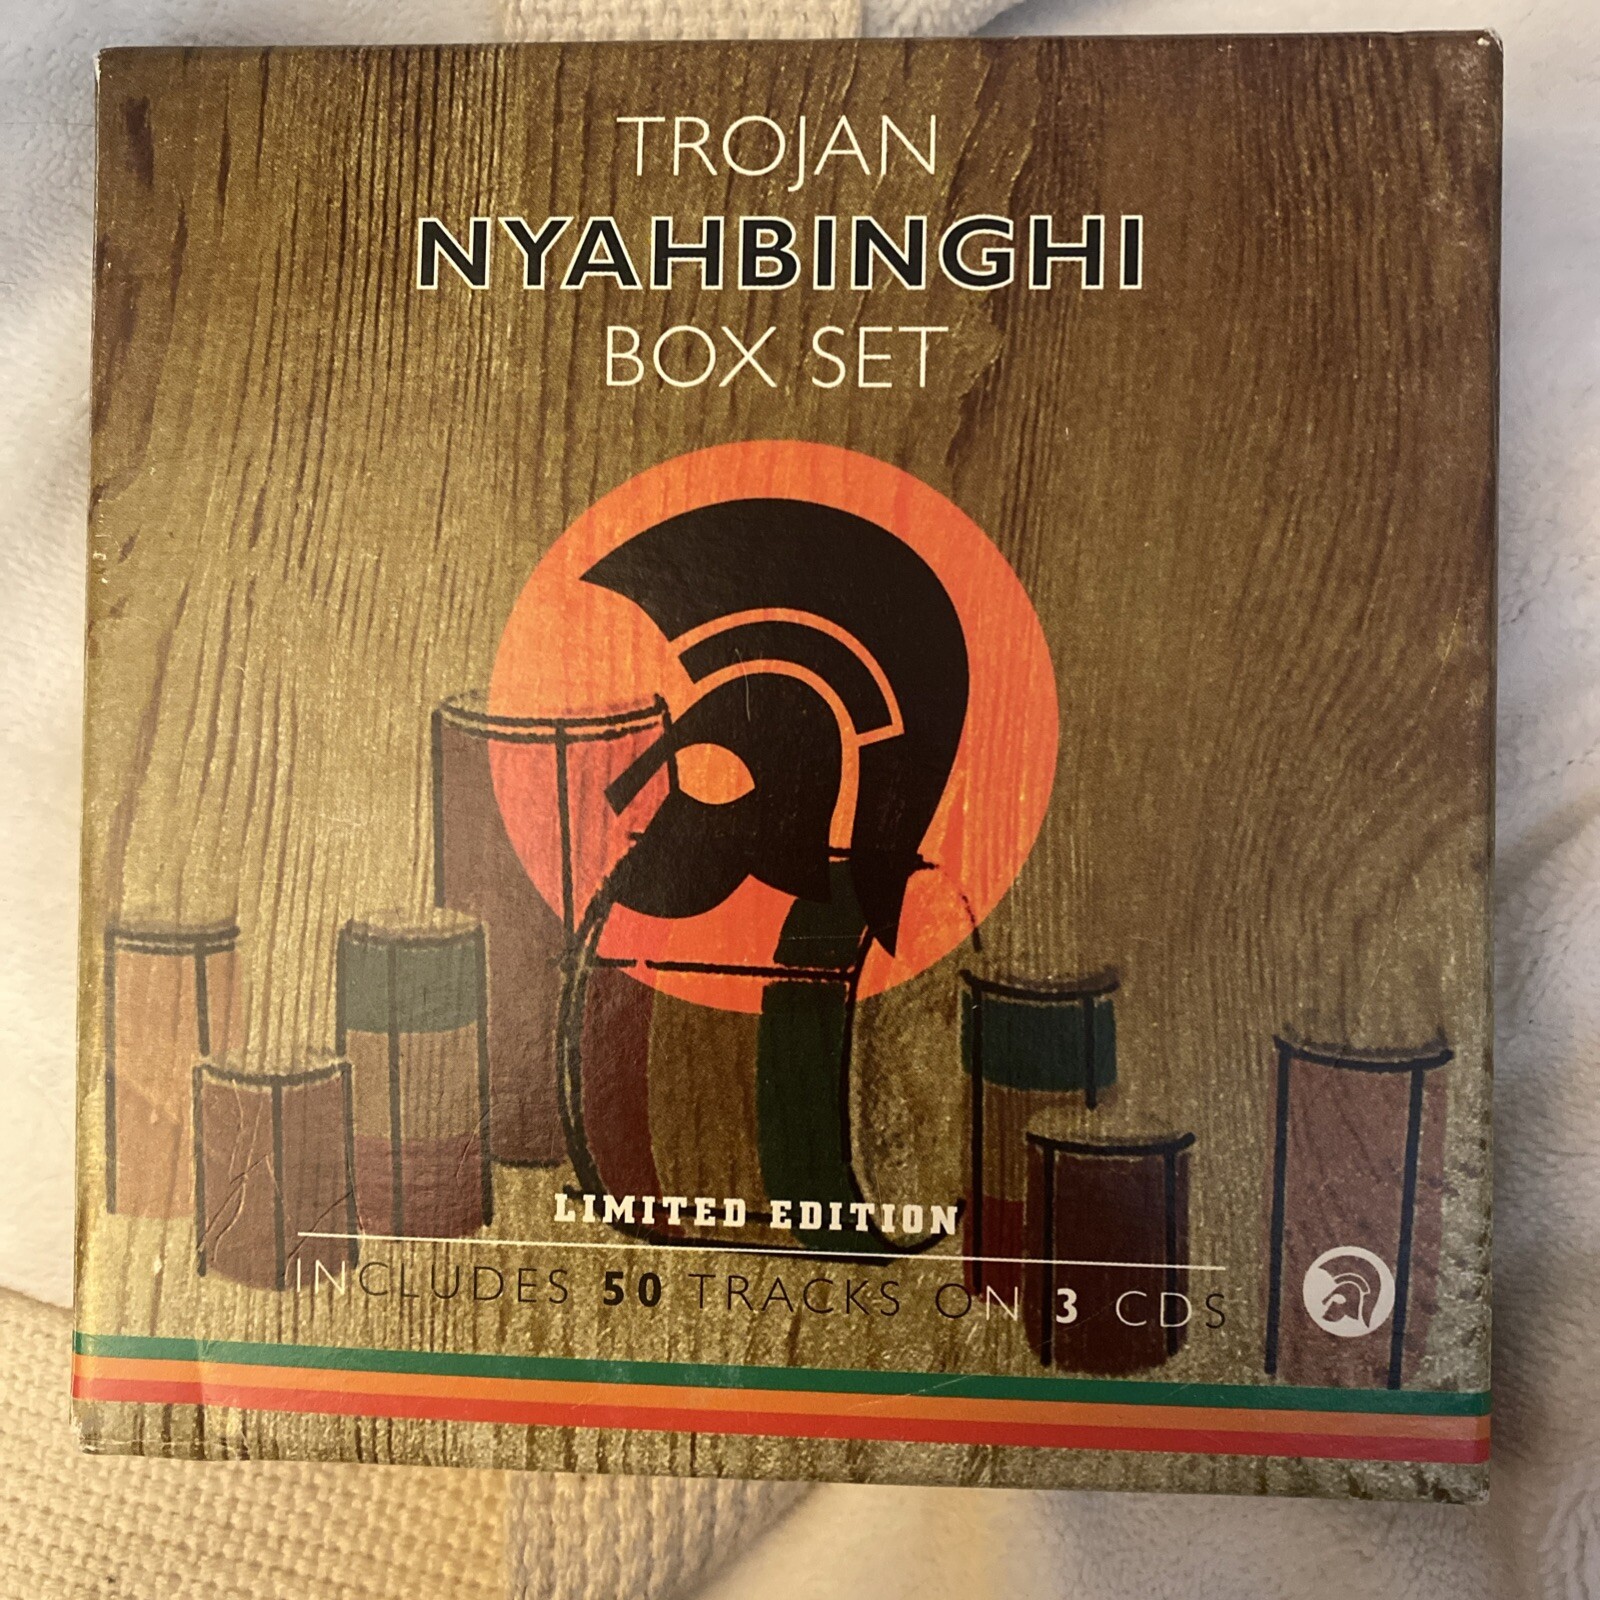 TROJAN
NYAHBINGHI
BOX SET
LIMITED EDITION
INCLUDES 50 TRACKS ON 3 CDS